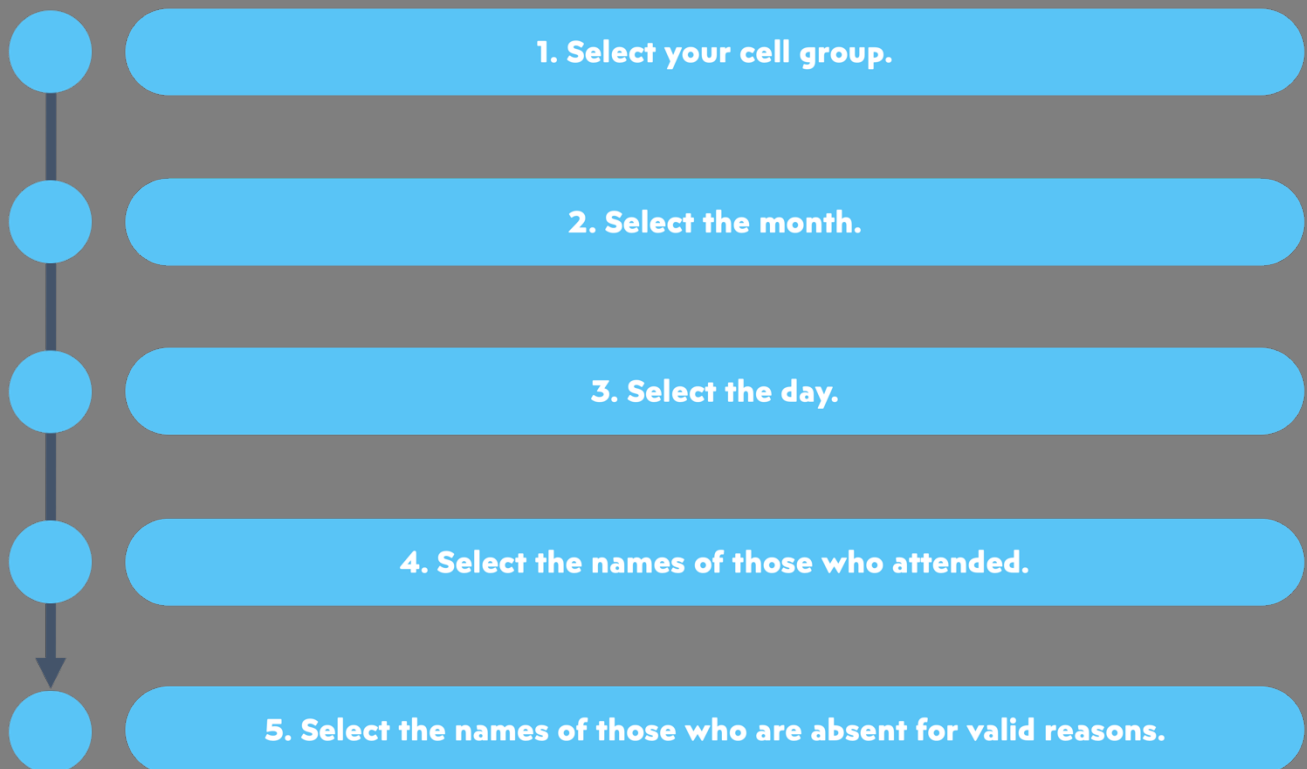 1. Select your cell group.
2. Select the month.
3. Select the day.
4. Select the names of those who attended.
5. Select the names of those who are absent for valid reasons.